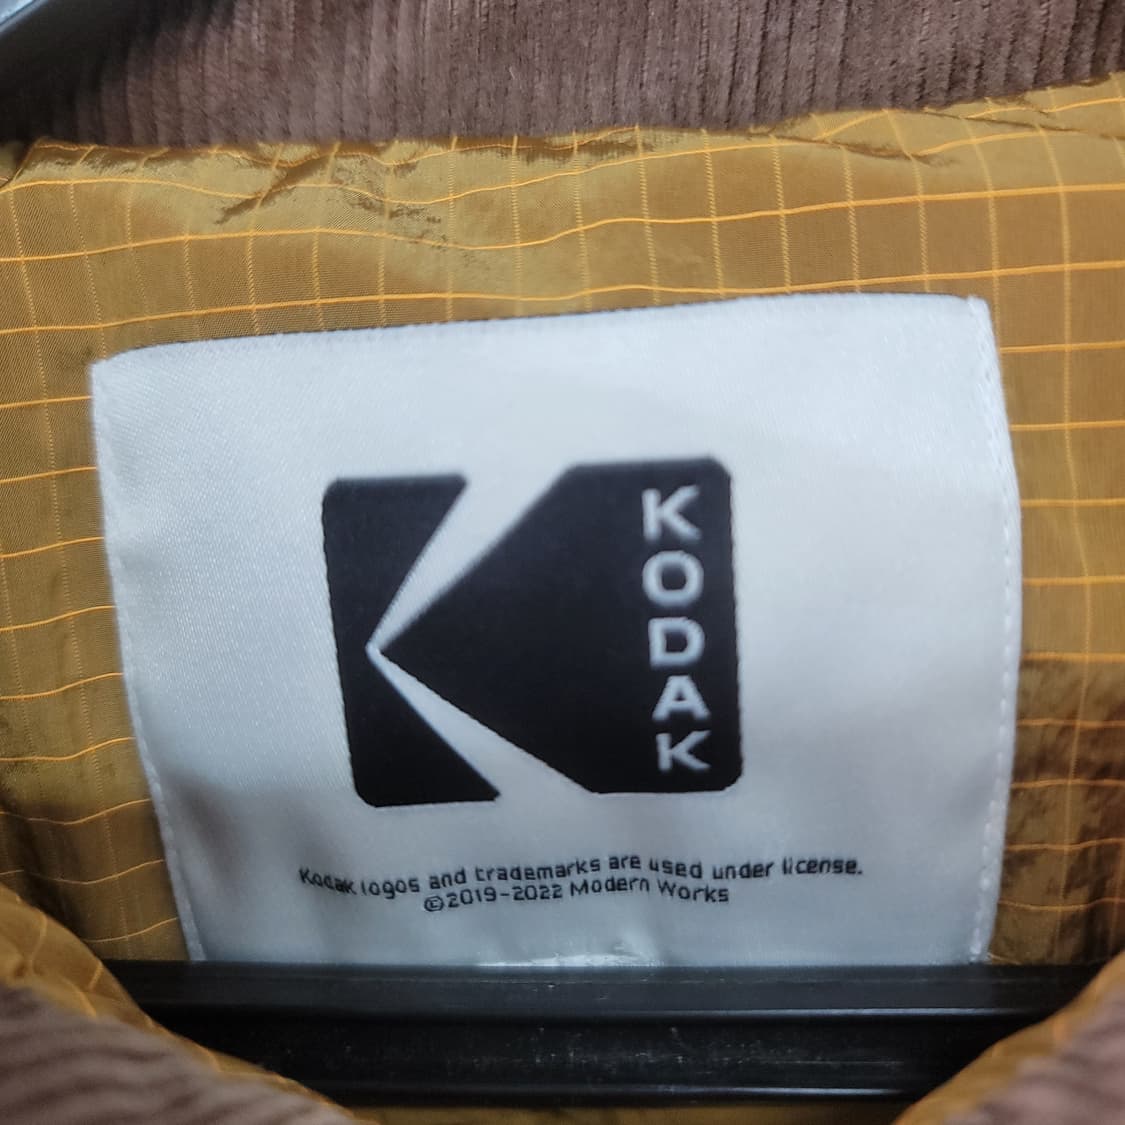 KODAK
Kodak logos and trademarks are used under license.
©2019-2022 Modern Works